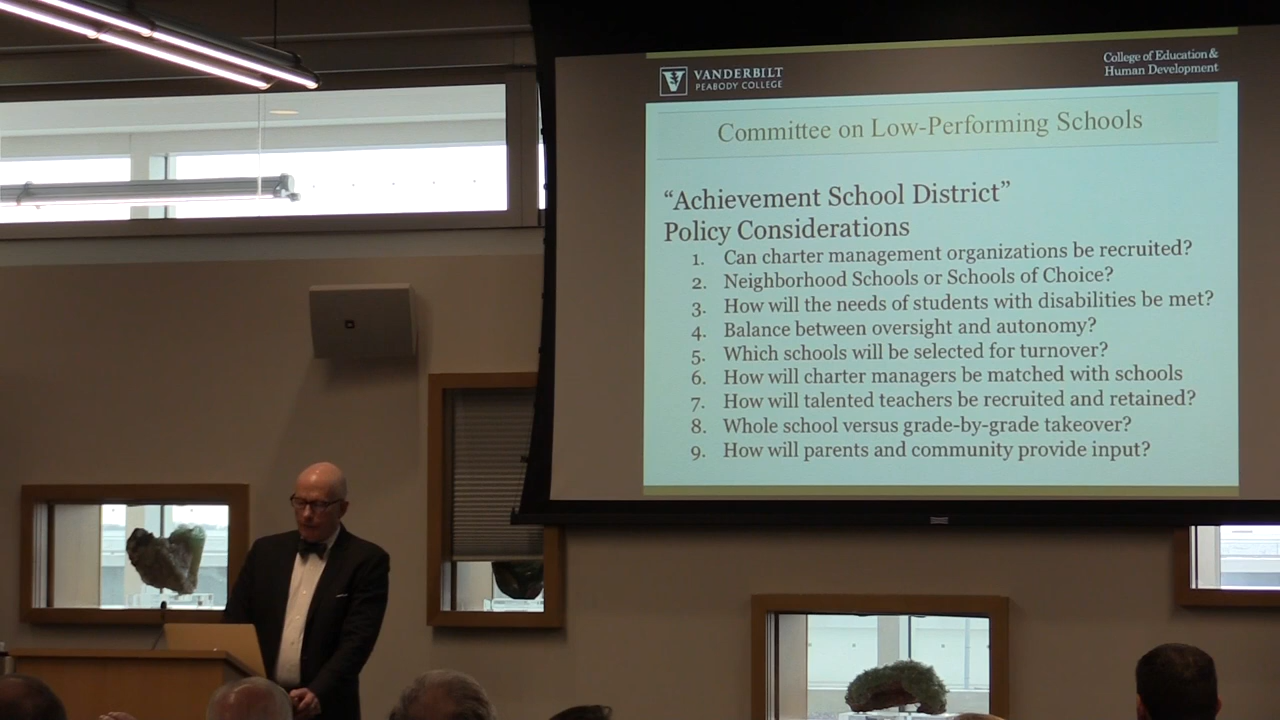 VANDERBILT
PEABODY COLLEGE
College of Education &
Human Development
Committee on Low-Performing Schools
“Achievement School District”
Policy Considerations
1. Can charter management organizations be recruited?
2. Neighborhood Schools or Schools of Choice?
3. How will the needs of students with disabilities be met?
4. Balance between oversight and autonomy?
5. Which schools will be selected for turnover?
6. How will charter managers be matched with schools
7. How will talented teachers be recruited and retained?
8. Whole school versus grade-by-grade takeover?
9. How will parents and community provide input?